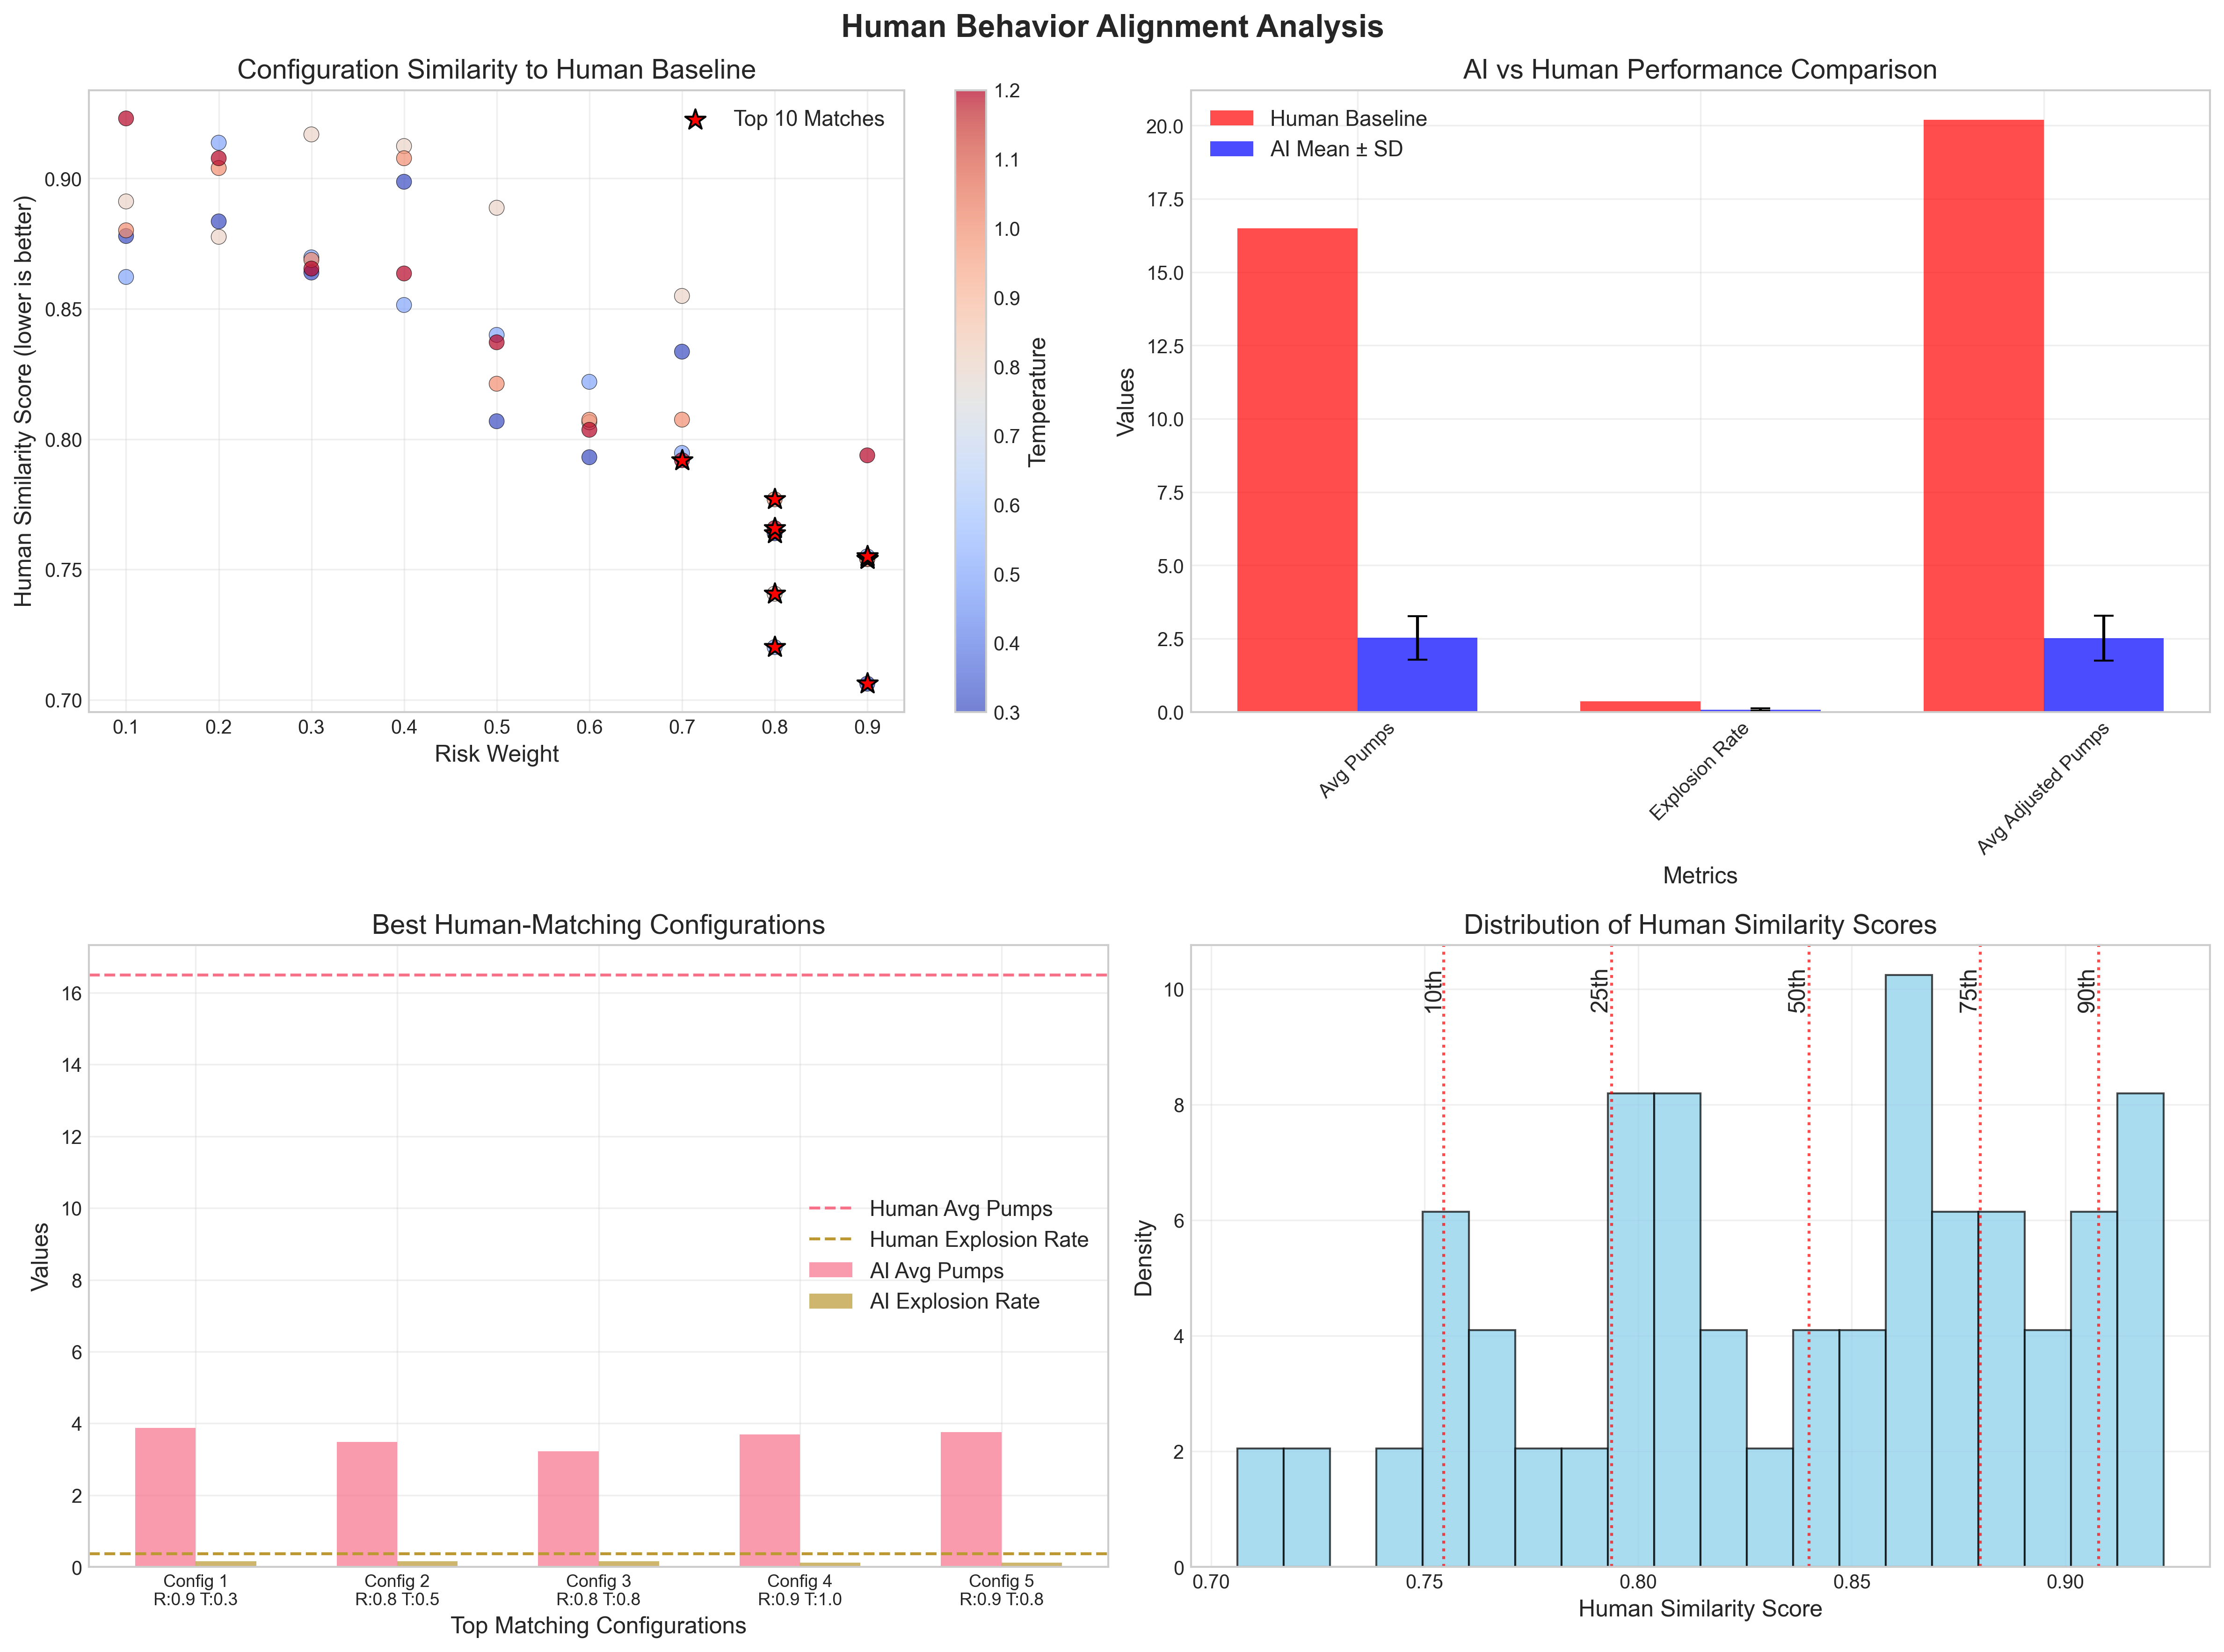 Human Behavior Alignment Analysis
Configuration Similarity to Human Baseline
Human Similarity Score (lower is better)
0.90
0.85
0.80
0.75
0.70
Top 10 Matches
0.1 0.2 0.3 0.4 0.5 0.6 0.7 0.8 0.9
Risk Weight
1.2
1.1
1.0
0.9
0.8
0.7
0.6
0.5
0.4
0.3
Temperature
AI vs Human Performance Comparison
Human Baseline
AI Mean ± SD
Values
20.0
17.5
15.0
12.5
10.0
7.5
5.0
2.5
0.0
Avg Pumps
Explosion Rate
Avg Adjusted Pumps
Metrics
Best Human-Matching Configurations
Values
16
14
12
10
8
6
4
2
0
Human Avg Pumps
Human Explosion Rate
AI Avg Pumps
AI Explosion Rate
Config 1
R:0.9 T:0.3
Config 2
R:0.8 T:0.5
Config 3
R:0.8 T:0.8
Config 4
R:0.9 T:1.0
Config 5
R:0.9 T:0.8
Top Matching Configurations
Distribution of Human Similarity Scores
Density
10
8
6
4
2
0
10th
25th
50th
75th
90th
0.70 0.75 0.80 0.85 0.90
Human Similarity Score